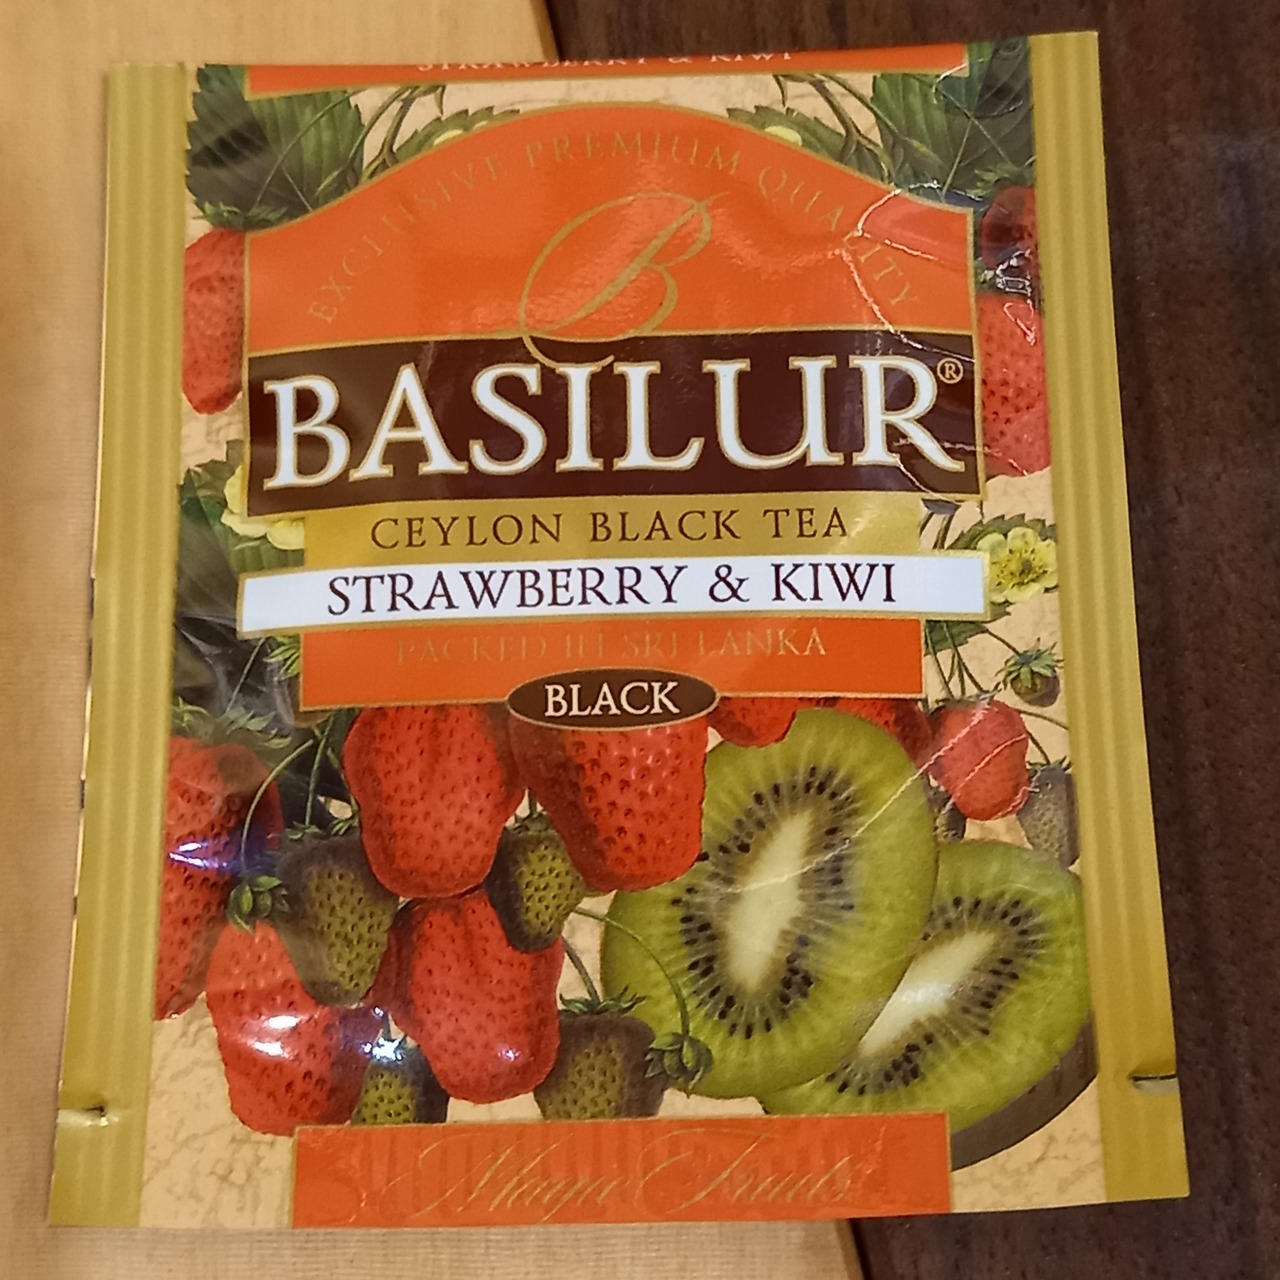 STRAWBERRY & KIWI
EXCLUSIVE PREMIUM QUALITY
B
BASILUR®
CEYLON BLACK TEA
STRAWBERRY & KIWI
PACKED IN SRI LANKA
BLACK
Magic Fruits